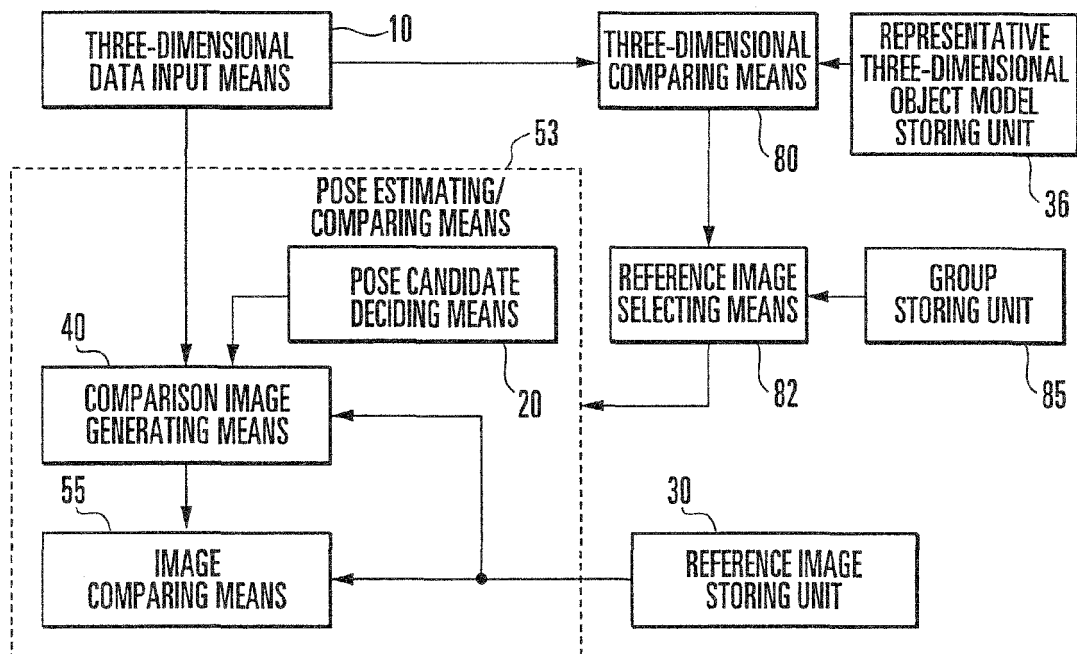 THREE-DIMENSIONAL
DATA INPUT MEANS
10
THREE-DIMENSIONAL
COMPARING MEANS
80
REPRESENTATIVE
THREE-DIMENSIONAL
OBJECT MODEL
STORING UNIT
36
53
POSE ESTIMATING/
COMPARING MEANS
POSE CANDIDATE
DECIDING MEANS
20
REFERENCE IMAGE
SELECTING MEANS
82
GROUP
STORING UNIT
85
40
COMPARISON IMAGE
GENERATING MEANS
55
IMAGE
COMPARING MEANS
30
REFERENCE IMAGE
STORING UNIT